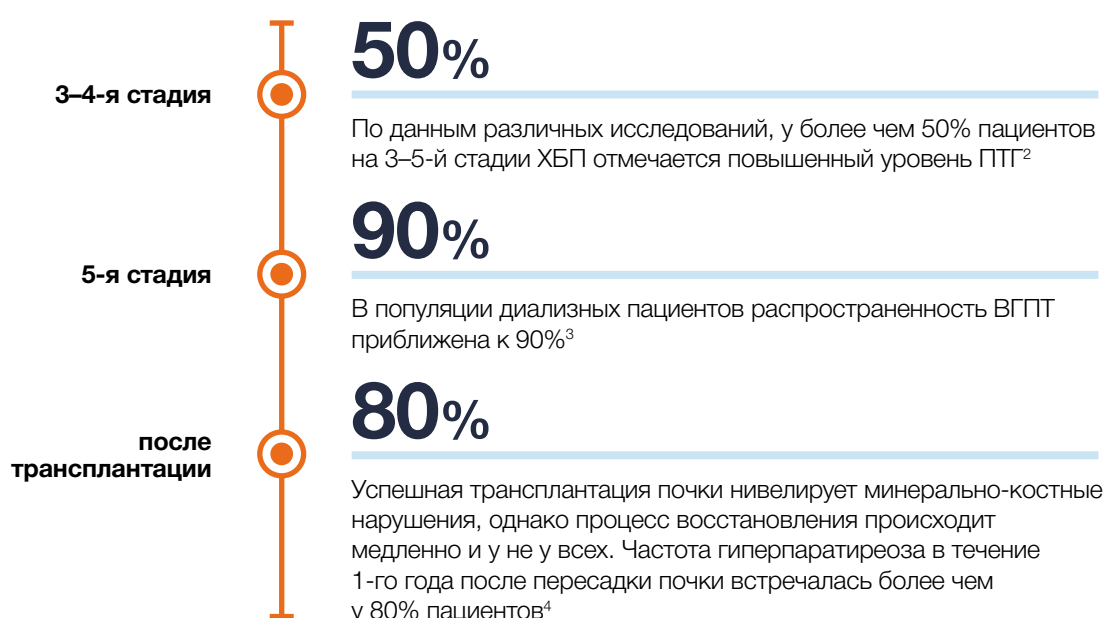 50%
3–4-я стадия
По данным различных исследований, у более чем 50% пациентов
на 3–5-й стадии ХБП отмечается повышенный уровень ПТГ²
90%
5-я стадия
В популяции диализных пациентов распространенность ВГПТ
приближена к 90%³
80%
после
трансплантации
Успешная трансплантация почки нивелирует минерально-костные
нарушения, однако процесс восстановления происходит
медленно и у не у всех. Частота гиперпаратиреоза в течение
1-го года после пересадки почки встречалась более чем
у 80% пациентов⁴